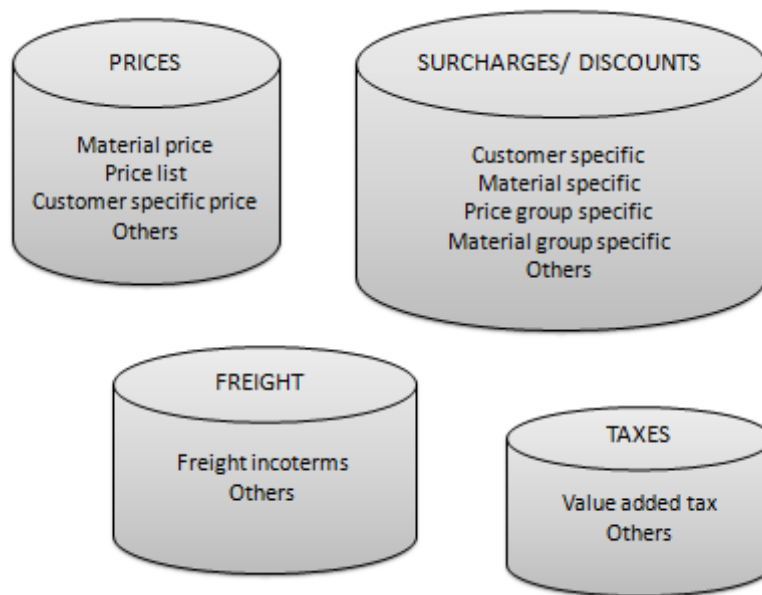 PRICES
Material price
Price list
Customer specific price
Others
SURCHARGES/ DISCOUNTS
Customer specific
Material specific
Price group specific
Material group specific
Others
FREIGHT
Freight incoterms
Others
TAXES
Value added tax
Others